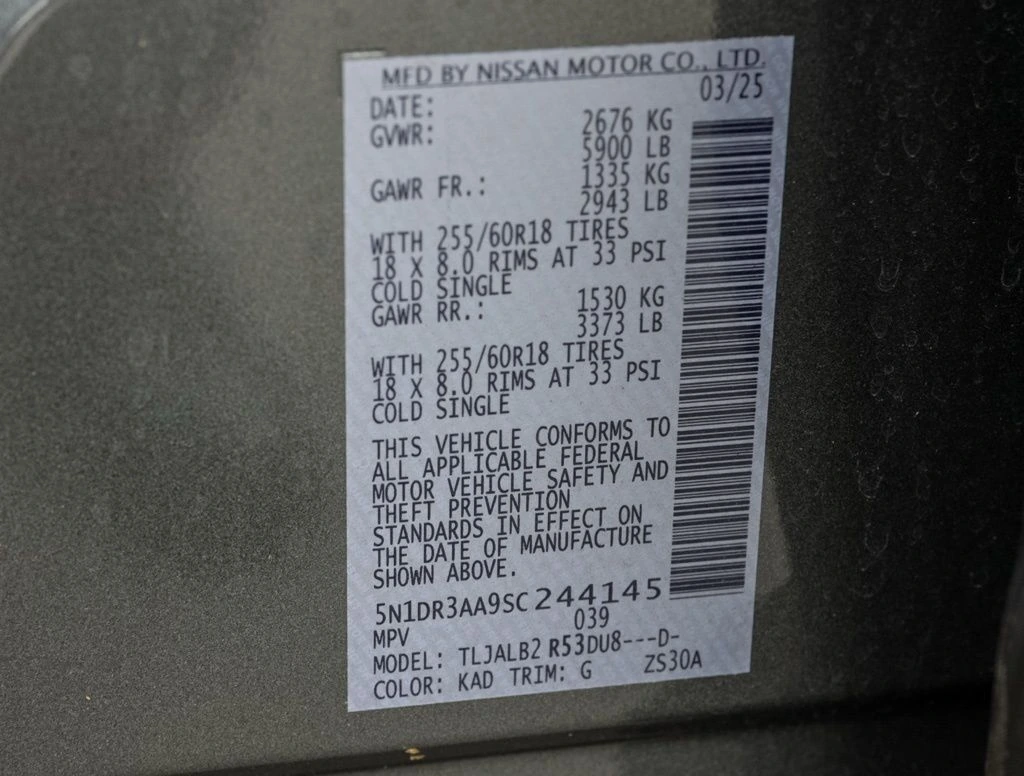 MFD BY NISSAN MOTOR CO., LTD.
DATE: 03/25
GVWR: 2676 KG
5900 LB
GAWR FR.: 1335 KG
2943 LB
WITH 255/60R18 TIRES
18 X 8.0 RIMS AT 33 PSI
COLD SINGLE
GAWR RR.: 1530 KG
3373 LB
WITH 255/60R18 TIRES
18 X 8.0 RIMS AT 33 PSI
COLD SINGLE
THIS VEHICLE CONFORMS TO
ALL APPLICABLE FEDERAL
MOTOR VEHICLE SAFETY AND
THEFT PREVENTION
STANDARDS IN EFFECT ON
THE DATE OF MANUFACTURE
SHOWN ABOVE.
5N1DR3AA9SC244145
MPV 039
MODEL: TLJALB2 R53DU8---D-
COLOR: KAD TRIM: G ZS30A